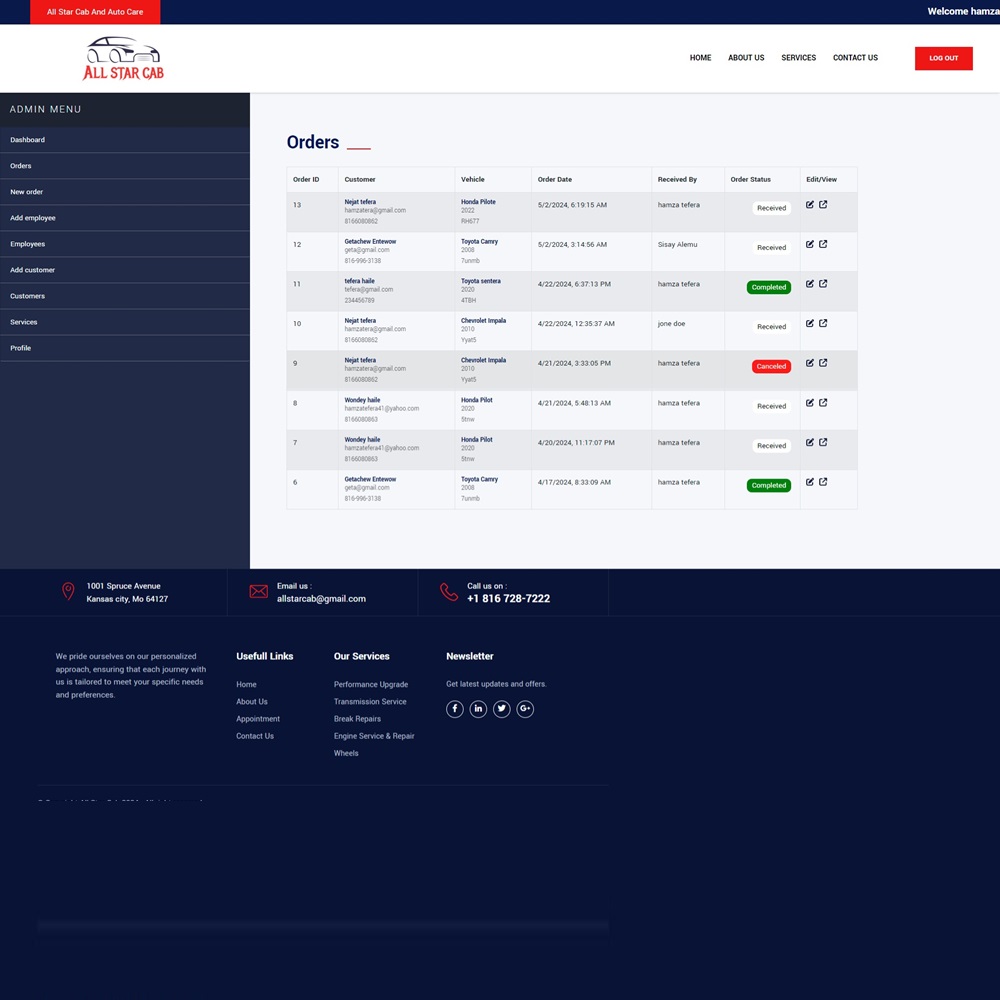 All Star Cab And Auto Care
Welcome hamza
ALL STAR CAB
HOME ABOUT US SERVICES CONTACT US LOG OUT
ADMIN MENU
Dashboard
Orders
New order
Add employee
Employees
Add customer
Customers
Services
Profile
Orders
Order ID Customer Vehicle Order Date Received By Order Status Edit/View
13 Nejat tefera Honda Pilote 5/2/2024, 6:19:15 AM hamza tefera Received
hamzatera@gmail.com 2022
8166080862 RH677
12 Getachew Entewow Toyota Camry 5/2/2024, 3:14:56 AM Sisay Alemu Received
geta@gmail.com 2008
816-996-3138 7unmb
11 tefera haile Toyota sentera 4/22/2024, 6:37:13 PM hamza tefera Completed
tefera@gmail.com 2020
234456789 4TBH
10 Nejat tefera Chevrolet Impala 4/22/2024, 12:35:37 AM jone doe Received
hamzatera@gmail.com 2010
8166080862 Yyat5
9 Nejat tefera Chevrolet Impala 4/21/2024, 3:33:05 PM hamza tefera Canceled
hamzatera@gmail.com 2010
8166080862 Yyat5
8 Wondey haile Honda Pilot 4/21/2024, 5:48:13 AM hamza tefera Received
hamzatefera41@yahoo.com 2020
8166080863 Stnw
7 Wondey haile Honda Pilot 4/20/2024, 11:17:07 PM hamza tefera Received
hamzatefera41@yahoo.com 2020
8166080863 Stnw
6 Getachew Entewow Toyota Camry 4/17/2024, 8:33:09 AM hamza tefera Completed
geta@gmail.com 2008
816-996-3138 7unmb
1001 Spruce Avenue
Kansas city, Mo 64127
Email us :
allstarcab@gmail.com
Call us on :
+1 816 728-7222
We pride ourselves on our personalized
approach, ensuring that each journey with
us is tailored to meet your specific needs
and preferences.
Usefull Links
Home
About Us
Appointment
Contact Us
Our Services
Performance Upgrade
Transmission Service
Break Repairs
Engine Service & Repair
Wheels
Newsletter
Get latest updates and offers.
f in G+